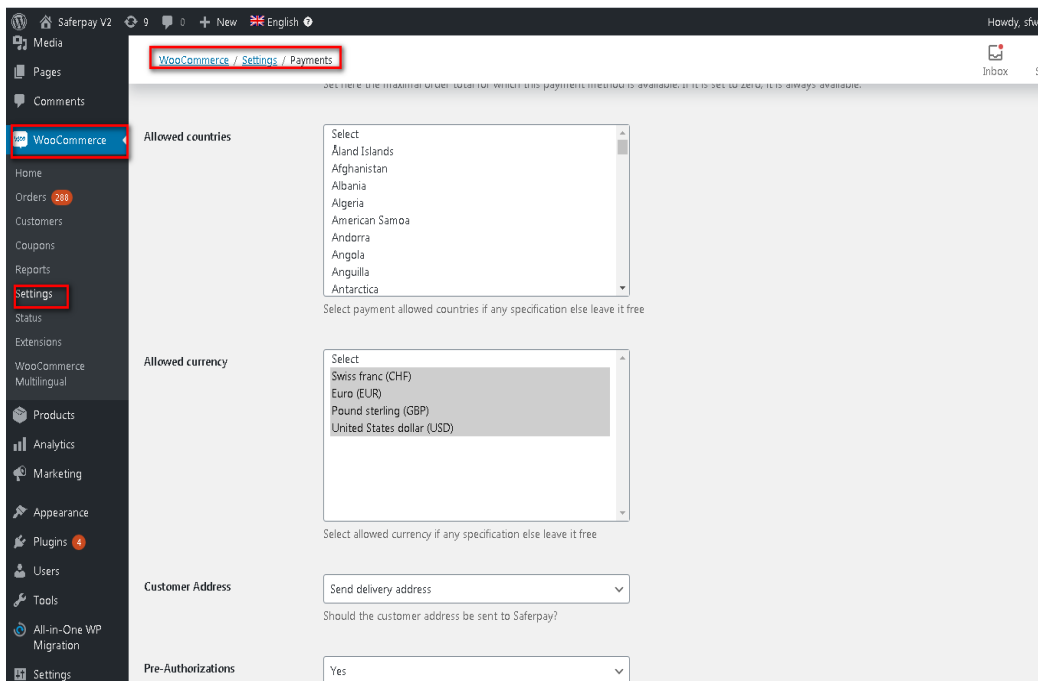 Saferpay V2 9 0 + New English
Howdy, sfw
Media
Pages
Comments
WooCommerce
Home
Orders 288
Customers
Coupons
Reports
Settings
Status
Extensions
WooCommerce
Multilingual
Products
Analytics
Marketing
Appearance
Plugins 4
Users
Tools
All-in-One WP
Migration
Settings
WooCommerce / Settings / Payments
Inbox
Set here the maximal order total for which this payment method is available. If it is set to zero, it is always available.
Allowed countries
Select
Åland Islands
Afghanistan
Albania
Algeria
American Samoa
Andorra
Angola
Anguilla
Antarctica
Select payment allowed countries if any specification else leave it free
Allowed currency
Select
Swiss franc (CHF)
Euro (EUR)
Pound sterling (GBP)
United States dollar (USD)
Select allowed currency if any specification else leave it free
Customer Address
Send delivery address
Should the customer address be sent to Saferpay?
Pre-Authorizations
Yes